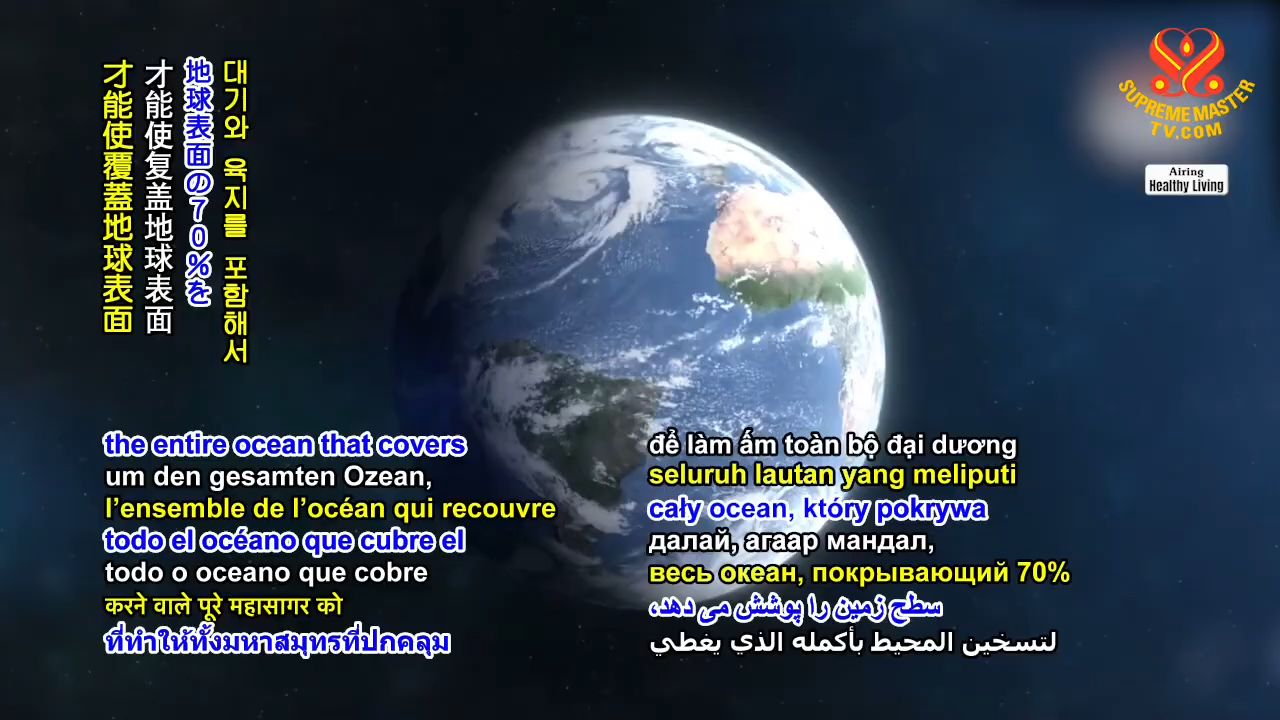 才能使覆蓋地球表面
才能使复盖地球表面
地球表面の70%を
대기와 육지를 포함해서
SUPREME MASTER
TV.COM
Airing
Healthy Living
the entire ocean that covers
um den gesamten Ozean,
l’ensemble de l’océan qui recouvre
todo el océano que cubre el
todo o oceano que cobre
करने वाले पूरे महासागर को
ที่ทำให้ทั้งมหาสมุทรที่ปกคลุม
để làm ấm toàn bộ đại dương
seluruh lautan yang meliputi
cały ocean, który pokrywa
далай, агаар мандал,
весь океан, покрывающий 70%
سطح زمین را پوشش می دهد،
لتسخين المحيط بأكمله الذي يغطي